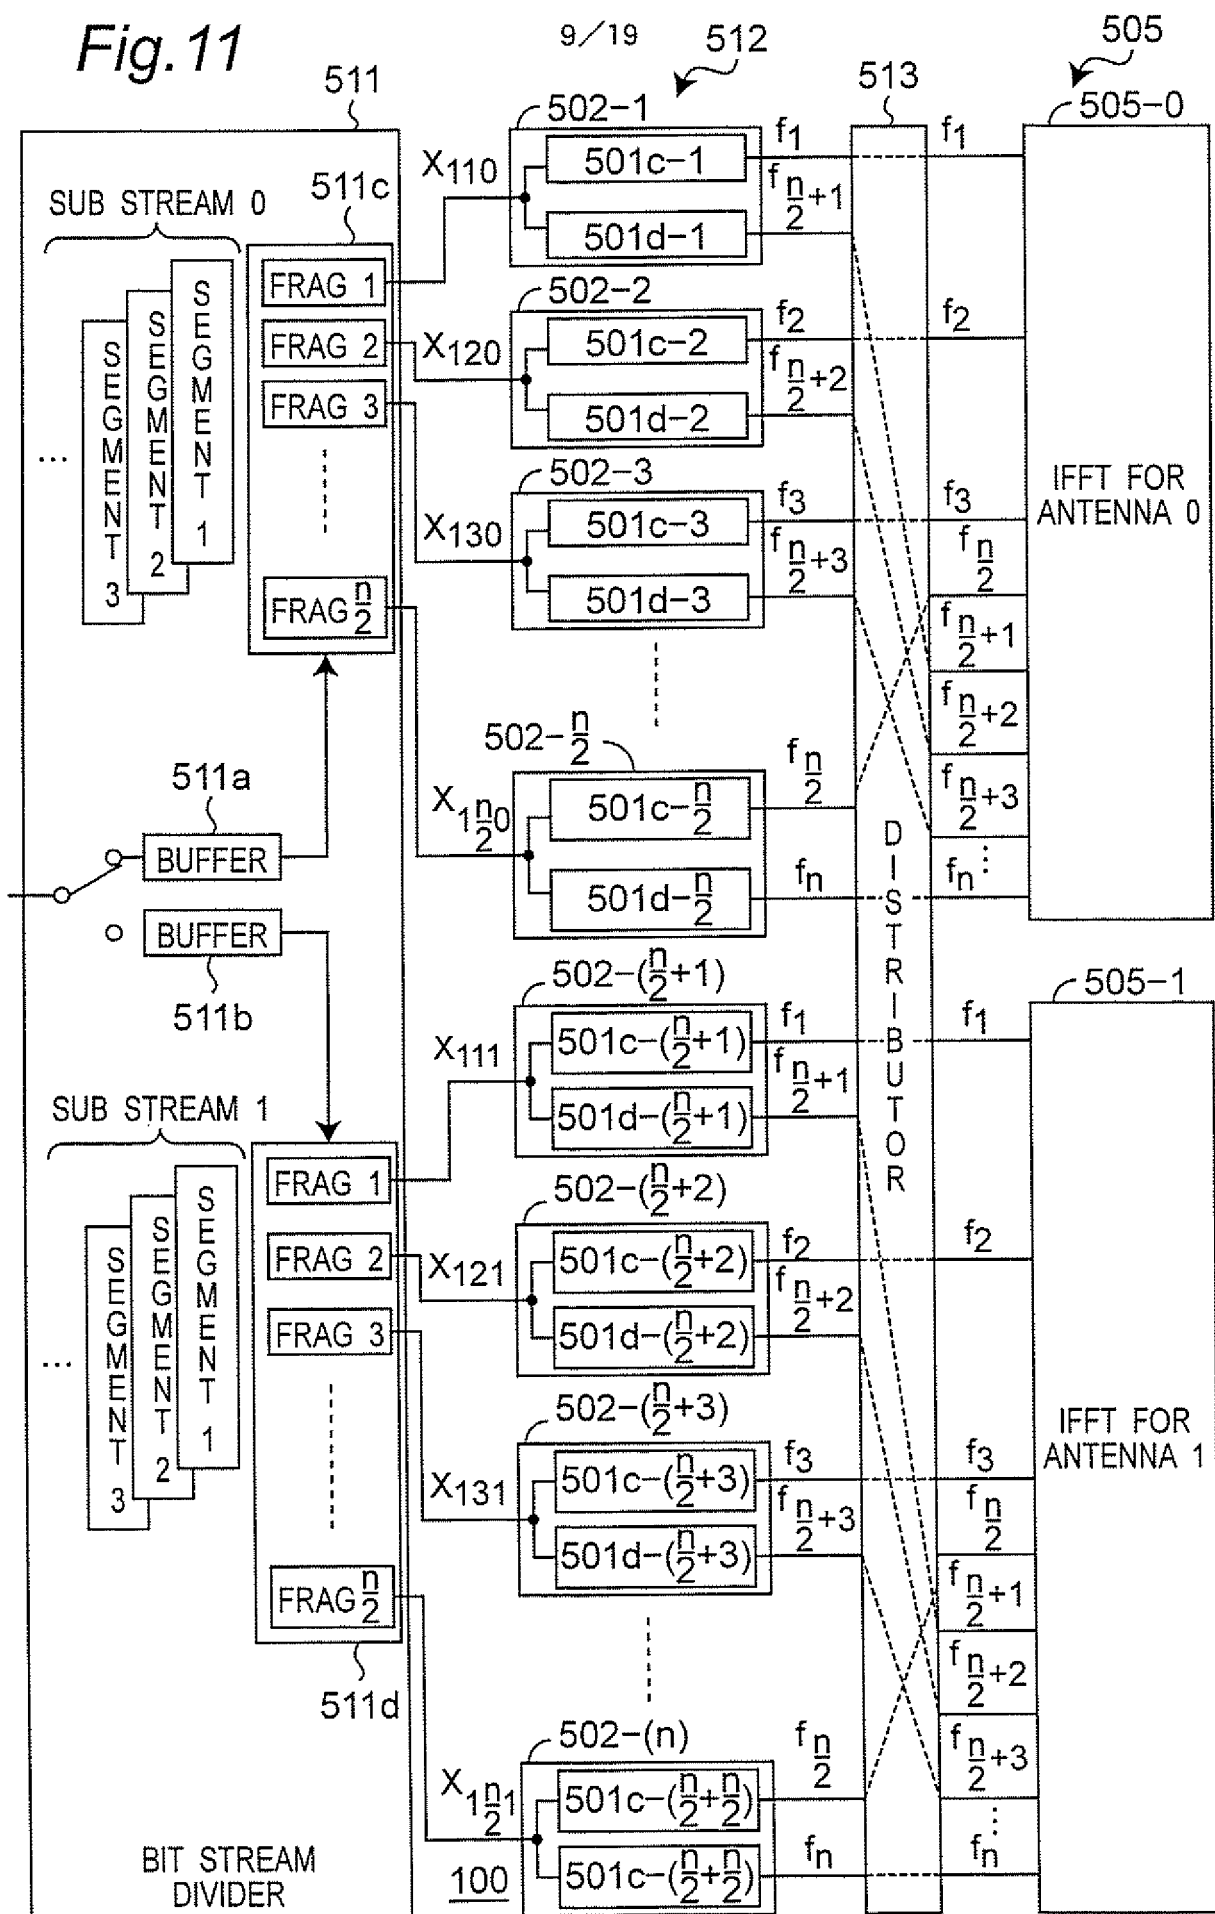 Fig.11
9/19
512
505
511
513
502-1
505-0
511c
SUB STREAM 0
X110
501c-1
501d-1
f1
fn/2+1
f1
FRAG 1
FRAG 2
FRAG 3
FRAG n/2
SEGMENT 1
SEGMENT 2
SEGMENT 3
...
502-2
X120
501c-2
501d-2
f2
fn/2+2
f2
502-3
X130
501c-3
501d-3
f3
fn/2+3
f3
fn/2
fn/2+1
fn/2+2
fn/2+3
⋮
fn
IFFT FOR
ANTENNA 0
502-n/2
X1n/20
501c-n/2
501d-n/2
fn/2
fn
DISTRIBUTOR
511a
BUFFER
BUFFER
511b
502-(n/2+1)
505-1
X111
501c-(n/2+1)
501d-(n/2+1)
f1
fn/2+1
f1
SUB STREAM 1
FRAG 1
FRAG 2
FRAG 3
FRAG n/2
SEGMENT 1
SEGMENT 2
SEGMENT 3
...
502-(n/2+2)
X121
501c-(n/2+2)
501d-(n/2+2)
f2
fn/2+2
f2
502-(n/2+3)
X131
501c-(n/2+3)
501d-(n/2+3)
f3
fn/2+3
f3
fn/2
fn/2+1
fn/2+2
fn/2+3
⋮
fn
IFFT FOR
ANTENNA 1
511d
502-(n)
X1n/21
501c-(n/2+n/2)
501c-(n/2+n/2)
fn/2
fn
BIT STREAM
DIVIDER
100